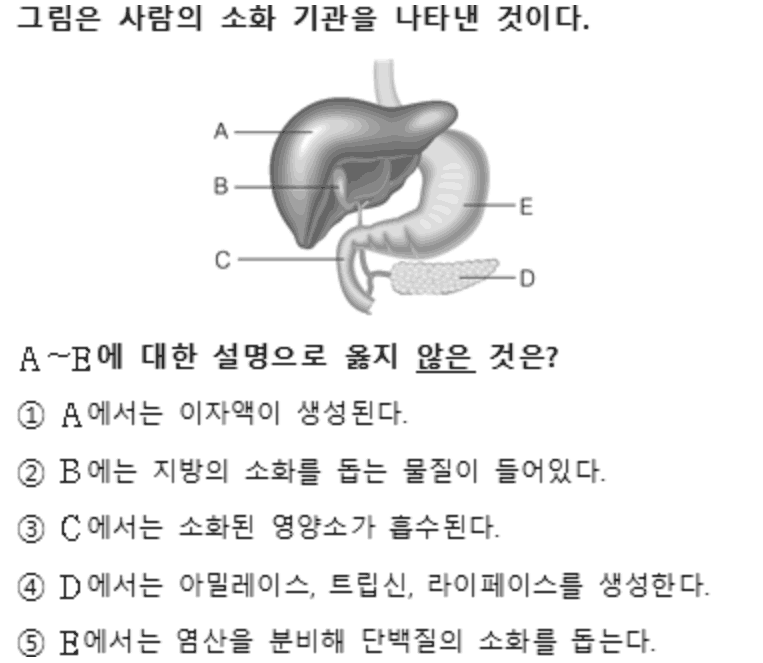 그림은 사람의 소화 기관을 나타낸 것이다.
A
B
C
E
D
A~E에 대한 설명으로 옳지 않은 것은?
① A에서는 이자액이 생성된다.
② B에는 지방의 소화를 돕는 물질이 들어있다.
③ C에서는 소화된 영양소가 흡수된다.
④ D에서는 아밀레이스, 트립신, 라이페이스를 생성한다.
⑤ E에서는 염산을 분비해 단백질의 소화를 돕는다.